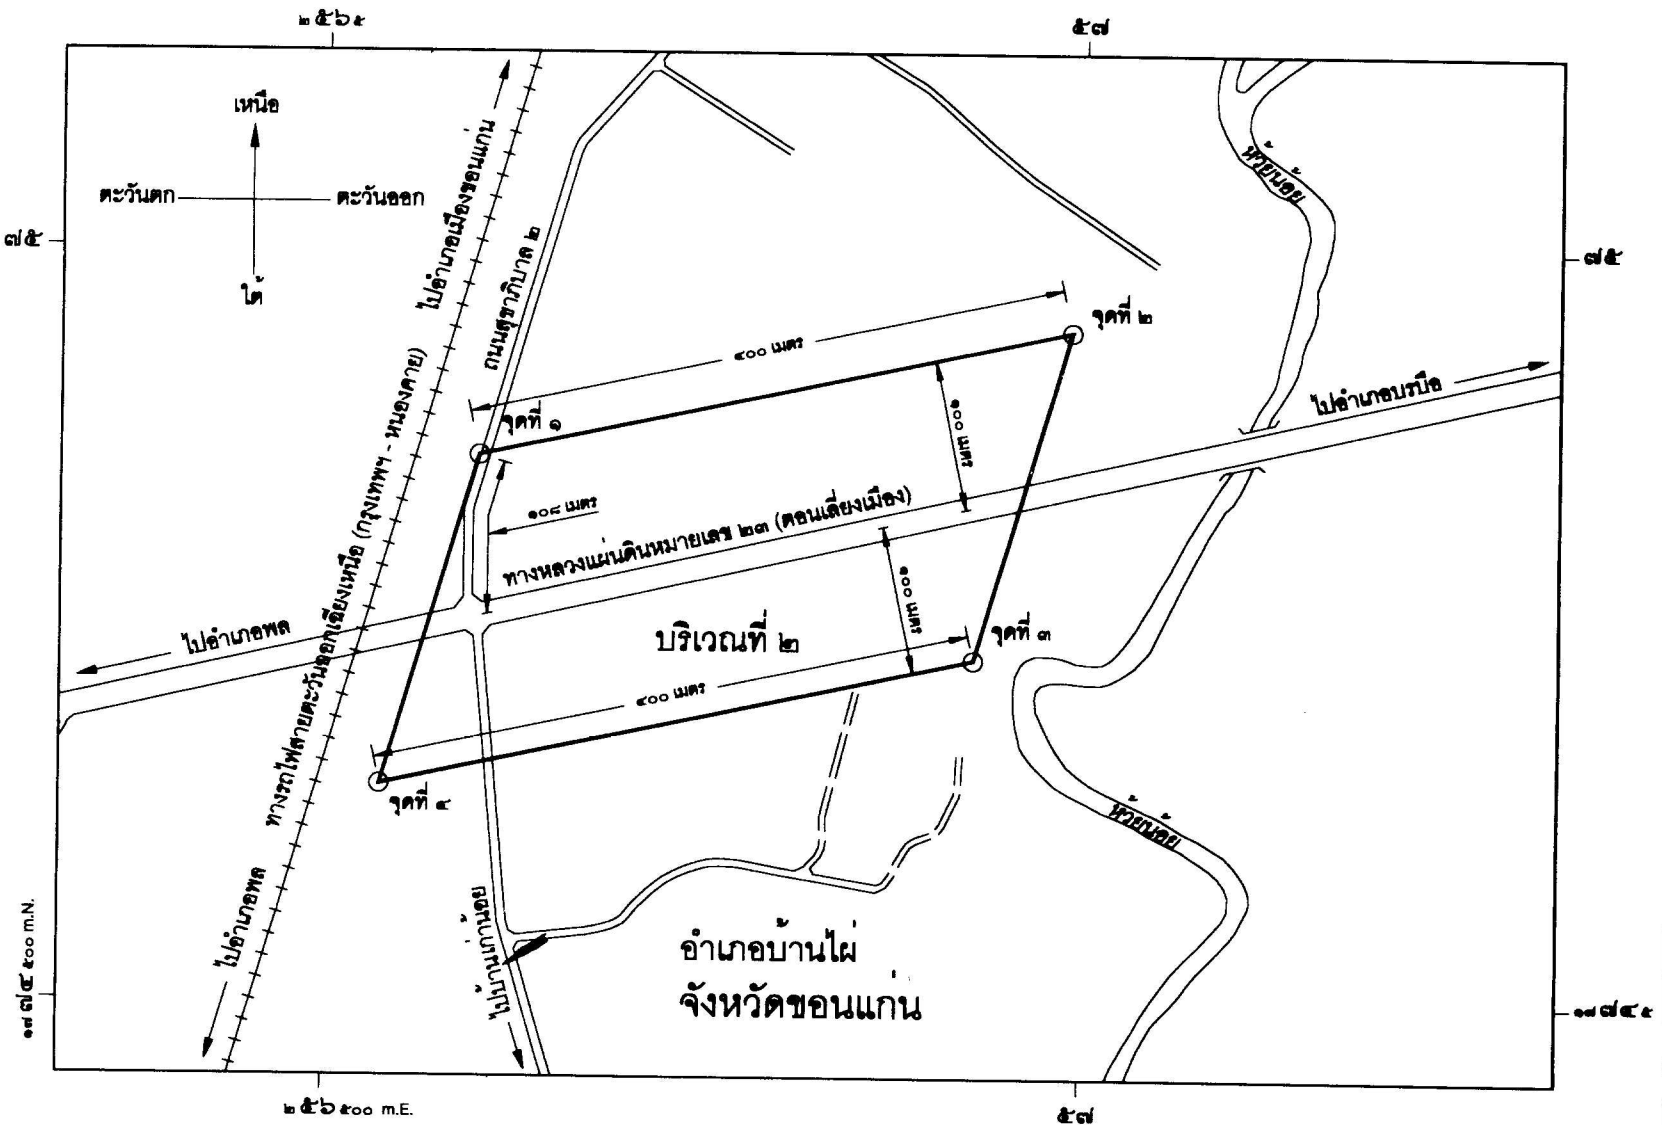 ๒๕๖๕
๕๗
เหนือ
ตะวันตก
ตะวันออก
ใต้
๗๕
๗๕
ไปอำเภอเมืองขอนแก่น
ถนนสุขาภิบาล ๒
ห้วยน้อย
จุดที่ ๒
๔๐๐ เมตร
จุดที่ ๑
๑๐๐ เมตร
ไปอำเภอบรบือ
๑๐๘ เมตร
ทางหลวงแผ่นดินหมายเลข ๒๓ (ตอนเลี่ยงเมือง)
ทางรถไฟสายตะวันออกเฉียงเหนือ (กรุงเทพฯ - หนองคาย)
ไปอำเภอพล
บริเวณที่ ๒
๑๐๐ เมตร
จุดที่ ๓
๔๐๐ เมตร
จุดที่ ๔
ห้วยน้อย
ไปอำเภอพล
ไปบ้านเกาน้อย
อำเภอบ้านไผ่
จังหวัดขอนแก่น
๑๗๗๔๕๐๐ m.N.
๑๗๗๔๕
๒๕๖๕๐๐ m.E.
๕๗